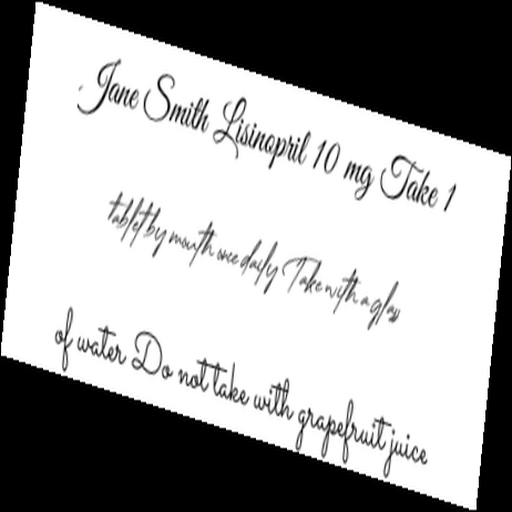 Jane Smith Lisinopril 10 mg Take 1
tablet by mouth once daily Take with a glass
of water Do not take with grapefruit juice